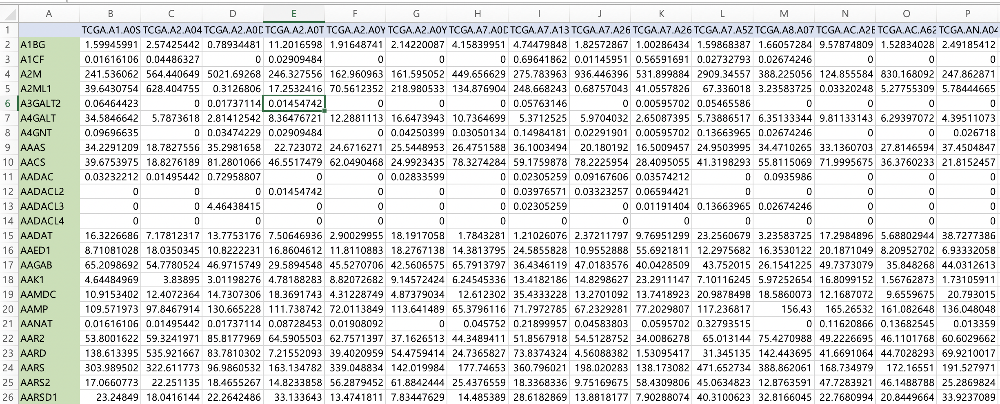 A B C D E F G H I J K L M N O P
1 TCGA.A1.A0S TCGA.A2.A04 TCGA.A2.A0D TCGA.A2.A0T TCGA.A2.A0Y TCGA.A2.A0Y TCGA.A7.A0D TCGA.A7.A13 TCGA.A7.A26 TCGA.A7.A26 TCGA.A7.A5Z TCGA.A8.A07 TCGA.AC.A2B TCGA.AC.A62 TCGA.AN.A04
2 A1BG 1.59945991 2.57425442 0.78934481 11.2016598 1.91648741 2.14220087 4.15839951 4.74479848 1.82572867 1.00286434 1.59868387 1.66057284 9.57874809 1.52834028 2.49185412
3 A1CF 0.01616106 0.04486327 0 0.02909484 0 0 0 0.69641862 0.01145951 0.56591691 0.02732793 0.02674246 0 0 0
4 A2M 241.536062 564.440649 5021.69268 246.327556 162.960963 161.595052 449.656629 275.783963 936.446396 531.899884 2909.34557 388.225056 124.855584 830.168092 247.862871
5 A2ML1 39.6430754 628.404755 0.3126806 17.2532416 70.5612352 218.980533 134.876904 248.668243 0.68757043 41.0557826 67.336018 3.23583725 0.03320248 5.27755309 5.78444665
6 A3GALT2 0.06464423 0 0.01737114 0.01454742 0 0 0 0.05763146 0 0.00595702 0.05465586 0 0 0 0
7 A4GALT 34.5846642 5.7873618 2.81412542 8.36476721 12.2881113 16.6473943 10.7364699 5.3712525 5.9704032 2.65087395 5.73886517 6.35133344 9.81133143 6.29397072 4.39511073
8 A4GNT 0.09696635 0 0.03474229 0.02909484 0 0.04250399 0.03050134 0.14984181 0.02291901 0.00595702 0.13663965 0.02674246 0 0 0.026718
9 AAAS 34.2291209 18.7827556 35.2981658 22.723072 24.6716271 25.5448953 26.4751588 36.1003494 20.180192 16.5009457 24.9503995 34.4710265 33.1360703 27.8146594 37.4504847
10 AACS 39.6753975 18.8276189 81.2801066 46.5517479 62.0490468 24.9923435 78.3274284 59.1759878 78.2225954 28.4095055 41.3198293 55.8115069 71.9995675 36.3760233 21.8152457
11 AADAC 0.03232212 0.01495442 0.72958807 0 0 0.02833599 0 0.02305259 0.09167606 0.03574212 0 0.0935986 0 0 0
12 AADACL2 0 0 0 0.01454742 0 0 0 0.03976571 0.03323257 0.06594421 0 0 0 0 0
13 AADACL3 0 0 4.46438415 0 0 0 0 0.02305259 0 0.01191404 0.13663965 0.02674246 0 0 0
14 AADACL4 0 0 0 0 0 0 0 0 0 0 0 0 0 0 0
15 AADAT 16.3226686 7.17812317 13.7753176 7.50646936 2.90029955 18.1917058 1.7843281 1.21026076 2.37211797 9.76951299 23.2560679 3.23583725 17.2984896 5.68802944 38.7277386
16 AAED1 8.71081028 18.0350345 10.8222231 16.8604612 11.8110883 18.2767138 14.3813795 24.5855828 10.9552888 55.6921811 12.2975682 16.3530122 20.1871049 8.20952702 6.93332058
17 AAGAB 65.2098692 54.7780524 46.9715749 29.5894548 45.5270706 42.5606575 65.7913797 36.4346119 47.0183576 40.0428509 43.752015 26.1541225 49.7373079 35.848268 44.0312613
18 AAK1 4.64484969 3.83895 3.01198276 4.78188283 8.82072682 9.14572424 6.24545336 13.4182186 14.8298627 23.2911147 7.10116245 5.97252654 16.8099152 1.56762873 1.73105911
19 AAMDC 10.9153402 12.4072364 14.7307306 18.3691743 4.31228749 4.87379034 12.612302 35.4333228 13.2701092 13.7418923 20.9878498 18.5860073 12.1687072 9.6559675 20.793015
20 AAMP 109.571973 97.8467914 130.665228 111.738742 72.0113849 113.641489 65.3796116 71.7972785 67.2329281 77.2029807 117.236817 156.43 165.26532 161.082648 136.048048
21 AANAT 0.01616106 0.01495442 0.01737114 0.08728453 0.01908092 0 0.045752 0.21899957 0.04583803 0.0595702 0.32793515 0 0.11620866 0.13682545 0.013359
22 AAR2 53.8001622 59.3241971 85.8177969 64.5905503 62.7571397 37.1626513 44.3489411 51.8567918 54.5128752 34.0086278 65.013144 75.4270988 49.2226695 46.1101768 60.6029662
23 AARD 138.613395 535.921667 83.7810302 7.21552093 39.4020959 54.4759414 24.7365827 73.8374324 4.56088382 1.53095417 31.345135 142.443695 41.6691064 44.7028293 69.9210017
24 AARS 303.989502 322.611773 96.9860532 163.134782 339.048834 142.019984 177.74653 360.796021 198.020283 138.173082 471.652734 388.862061 168.734979 172.16551 191.527971
25 AARS2 17.0660773 22.251135 18.4655267 14.8233858 56.2879452 61.8842444 25.4376559 18.3368336 9.75169675 58.4309806 45.0634823 12.8763591 47.7283921 46.1488788 25.2869824
26 AARSD1 23.24849 18.0416144 22.2642486 33.133643 13.4741811 7.83447629 14.485389 28.6182869 13.8818177 7.90288074 40.3100623 32.8166045 22.7680994 20.8449664 33.9237089